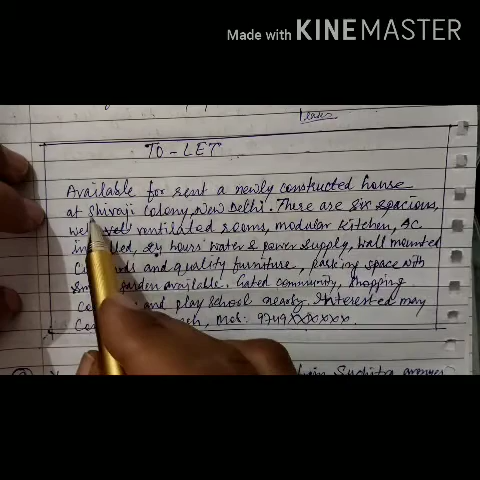 Made with KINEMASTER
TO-LET
Available for rent a newly constructed house
at Shivaji Colony, New Delhi. There are six spacious,
well ventilated rooms, modular kitchen, AC
24 hours water & power supply, wall mounted
and quality furniture, parking space with
garden available. Gated community, shopping
and play school nearby. Interested may
Mob: 9749XXXXXX.